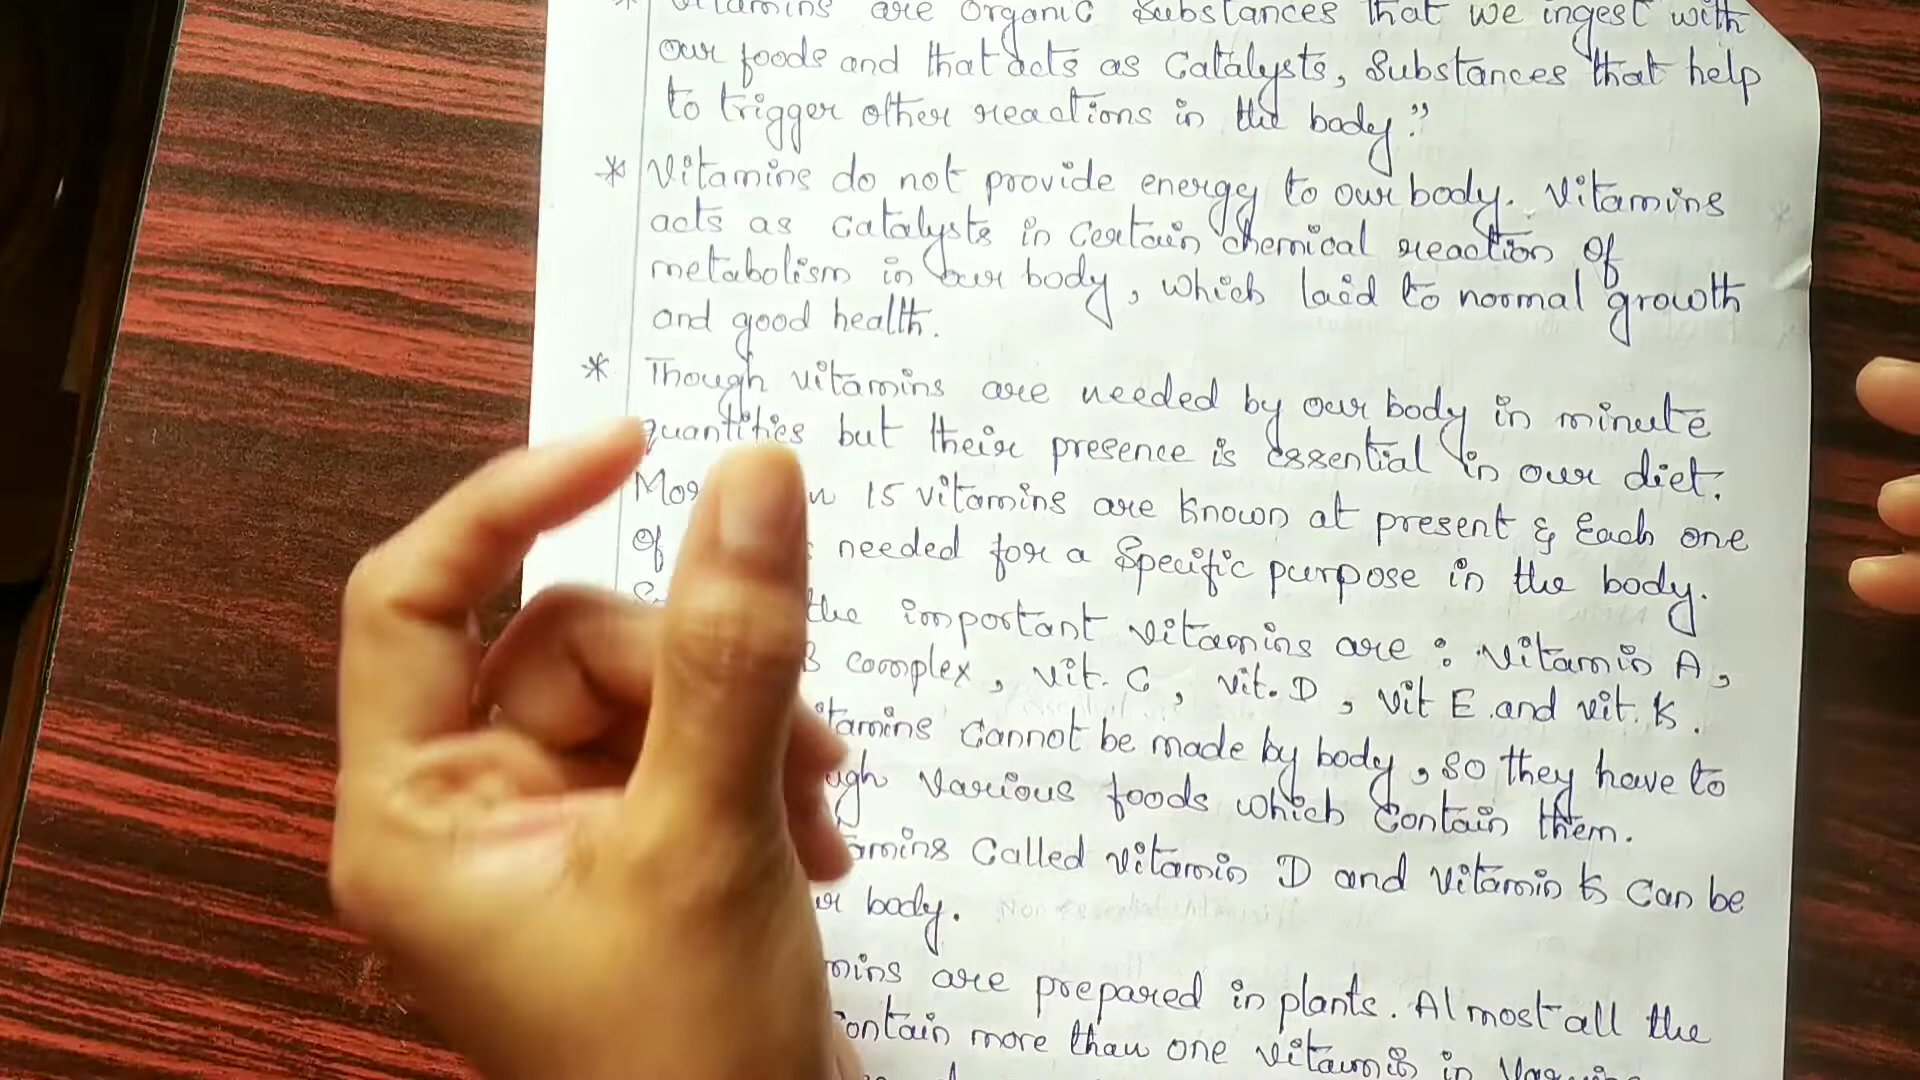 * Vitamins are organic Substances that we ingest with
our foods and that acts as Catalysts, Substances that help
to trigger other reactions in the body."
* Vitamins do not provide energy to our body. Vitamins
acts as Catalysts in Certain Chemical reaction of
metabolism in our body, which laid to normal growth
and good health.
* Though vitamins are needed by our body in minute
quantities but their presence is essential in our diet.
15 vitamins are known at present & Each one
of needed for a Specific purpose in the body.
the important vitamins are : Vitamin A,
B complex, vit. C, vit. D, vit E and vit. K.
Cannot be made by body, so they have to
Various foods which Contain them.
Called vitamin D and vitamin K Can be
body.
are prepared in plants. Almost all the
more than one vitamin in